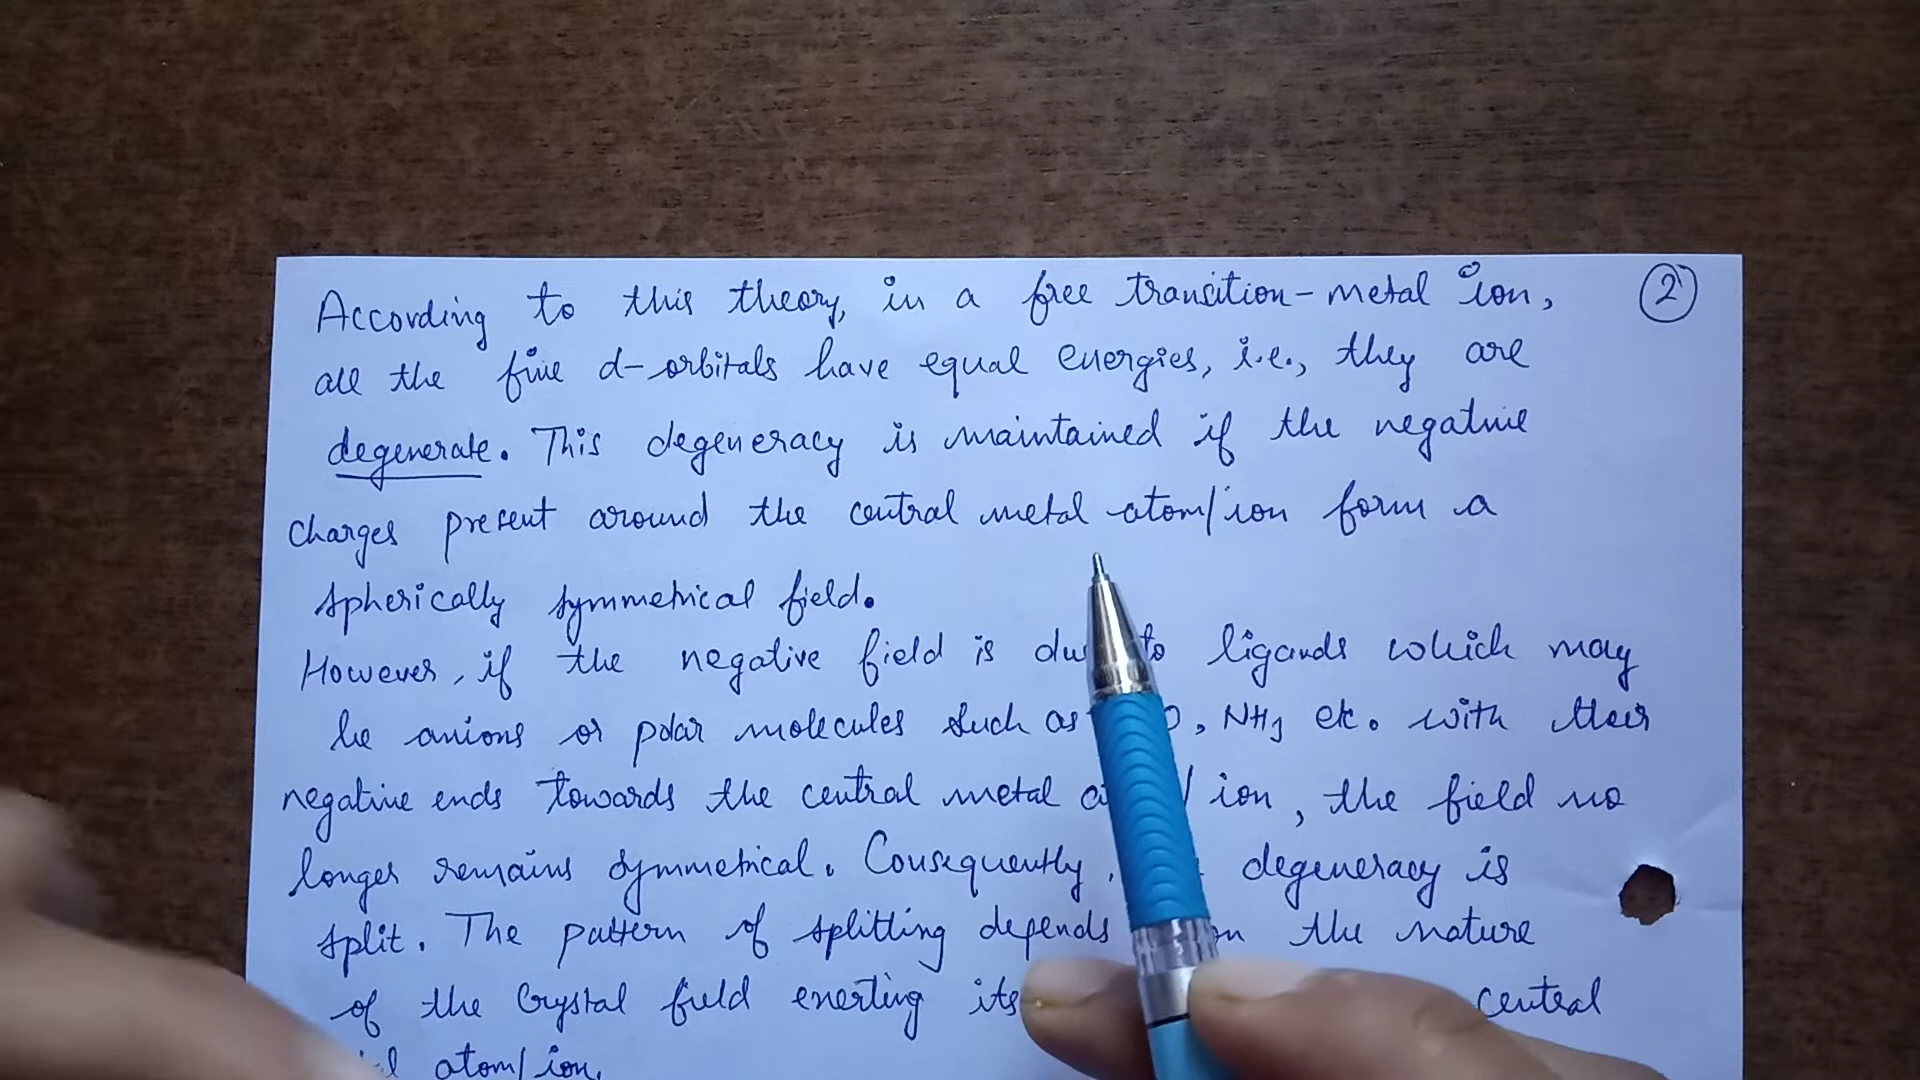 According to this theory, in a free transition-metal ion,
2
all the five d-orbitals have equal energies, i.e., they are
degenerate. This degeneracy is maintained if the negative
charges present around the central metal atom/ion form a
spherically symmetrical field.
However, if the negative field is to ligands which may
be anions or polar molecules such as , NH3 etc. with their
negative ends towards the central metal / ion, the field no
longer remains symmetrical. Consequently, degeneracy is
split. The pattern of splitting depends on the nature
of the Crystal field exerting its central
atom/ion.